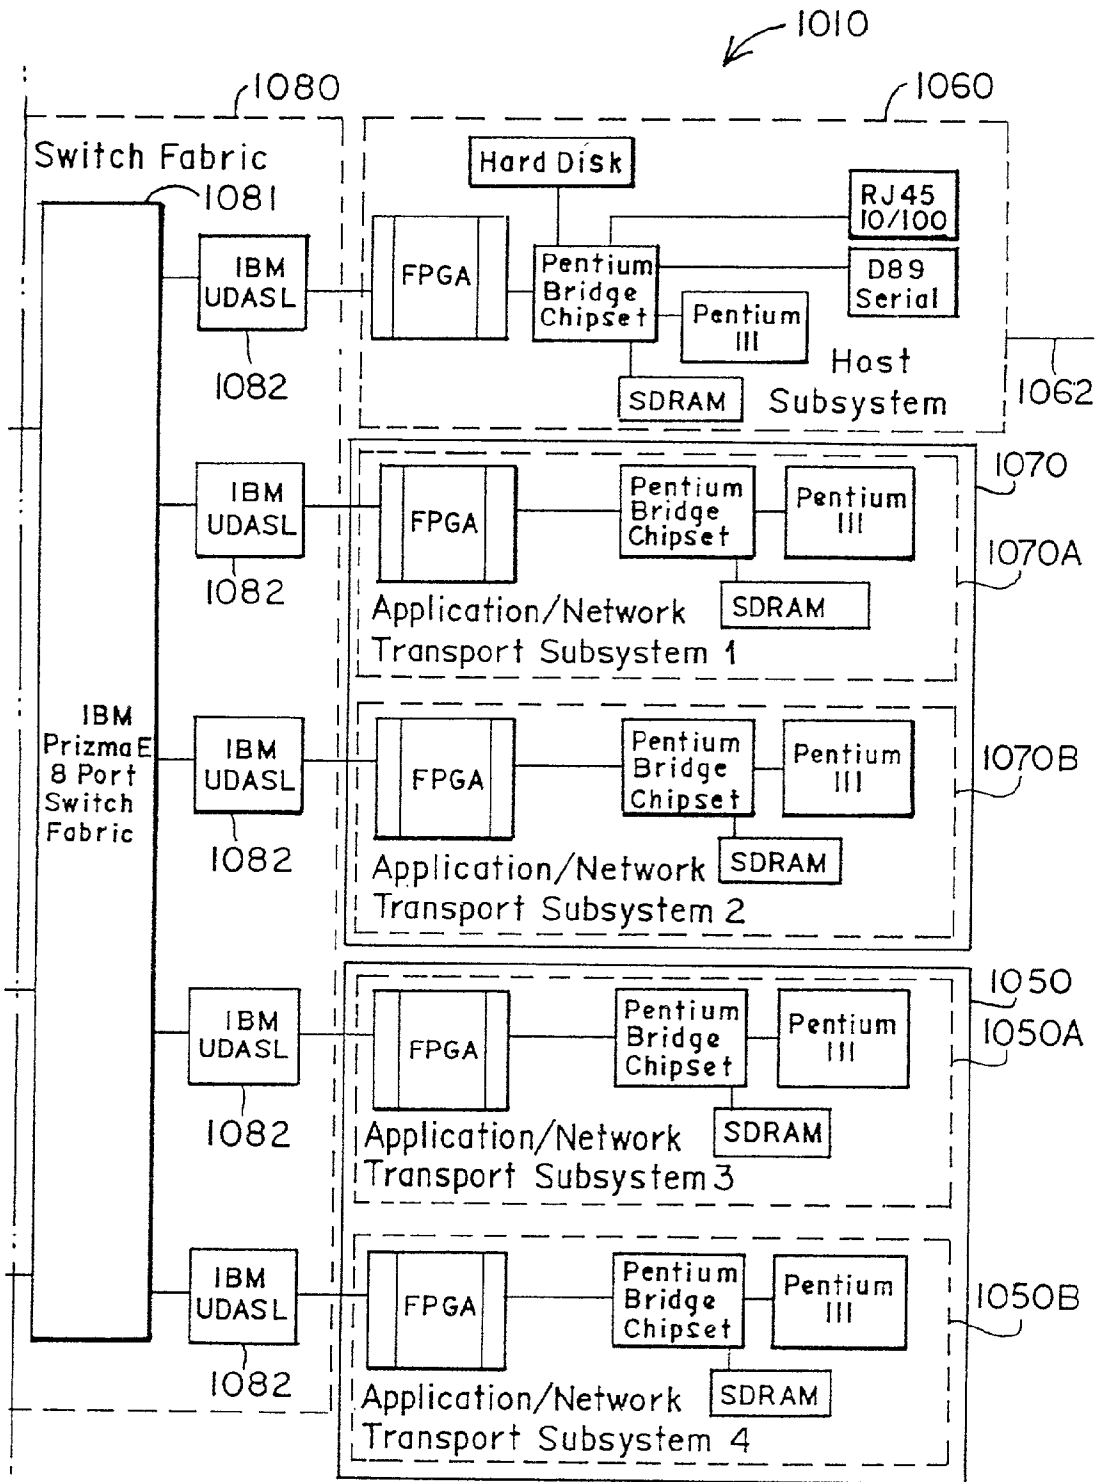 1010
1080
1060
Switch Fabric
1081
Hard Disk
RJ45
10/100
IBM
UDASL
FPGA
Pentium
Bridge
Chipset
D89
Serial
Pentium
III
1082
SDRAM
Host
Subsystem
1062
IBM
UDASL
1082
FPGA
Pentium
Bridge
Chipset
Pentium
III
1070
1070A
SDRAM
Application/Network
Transport Subsystem 1
IBM
PrizmaE
8 Port
Switch
Fabric
IBM
UDASL
1082
FPGA
Pentium
Bridge
Chipset
Pentium
III
1070B
SDRAM
Application/Network
Transport Subsystem 2
IBM
UDASL
1082
FPGA
Pentium
Bridge
Chipset
Pentium
III
1050
1050A
SDRAM
Application/Network
Transport Subsystem 3
IBM
UDASL
1082
FPGA
Pentium
Bridge
Chipset
Pentium
III
1050B
SDRAM
Application/Network
Transport Subsystem 4